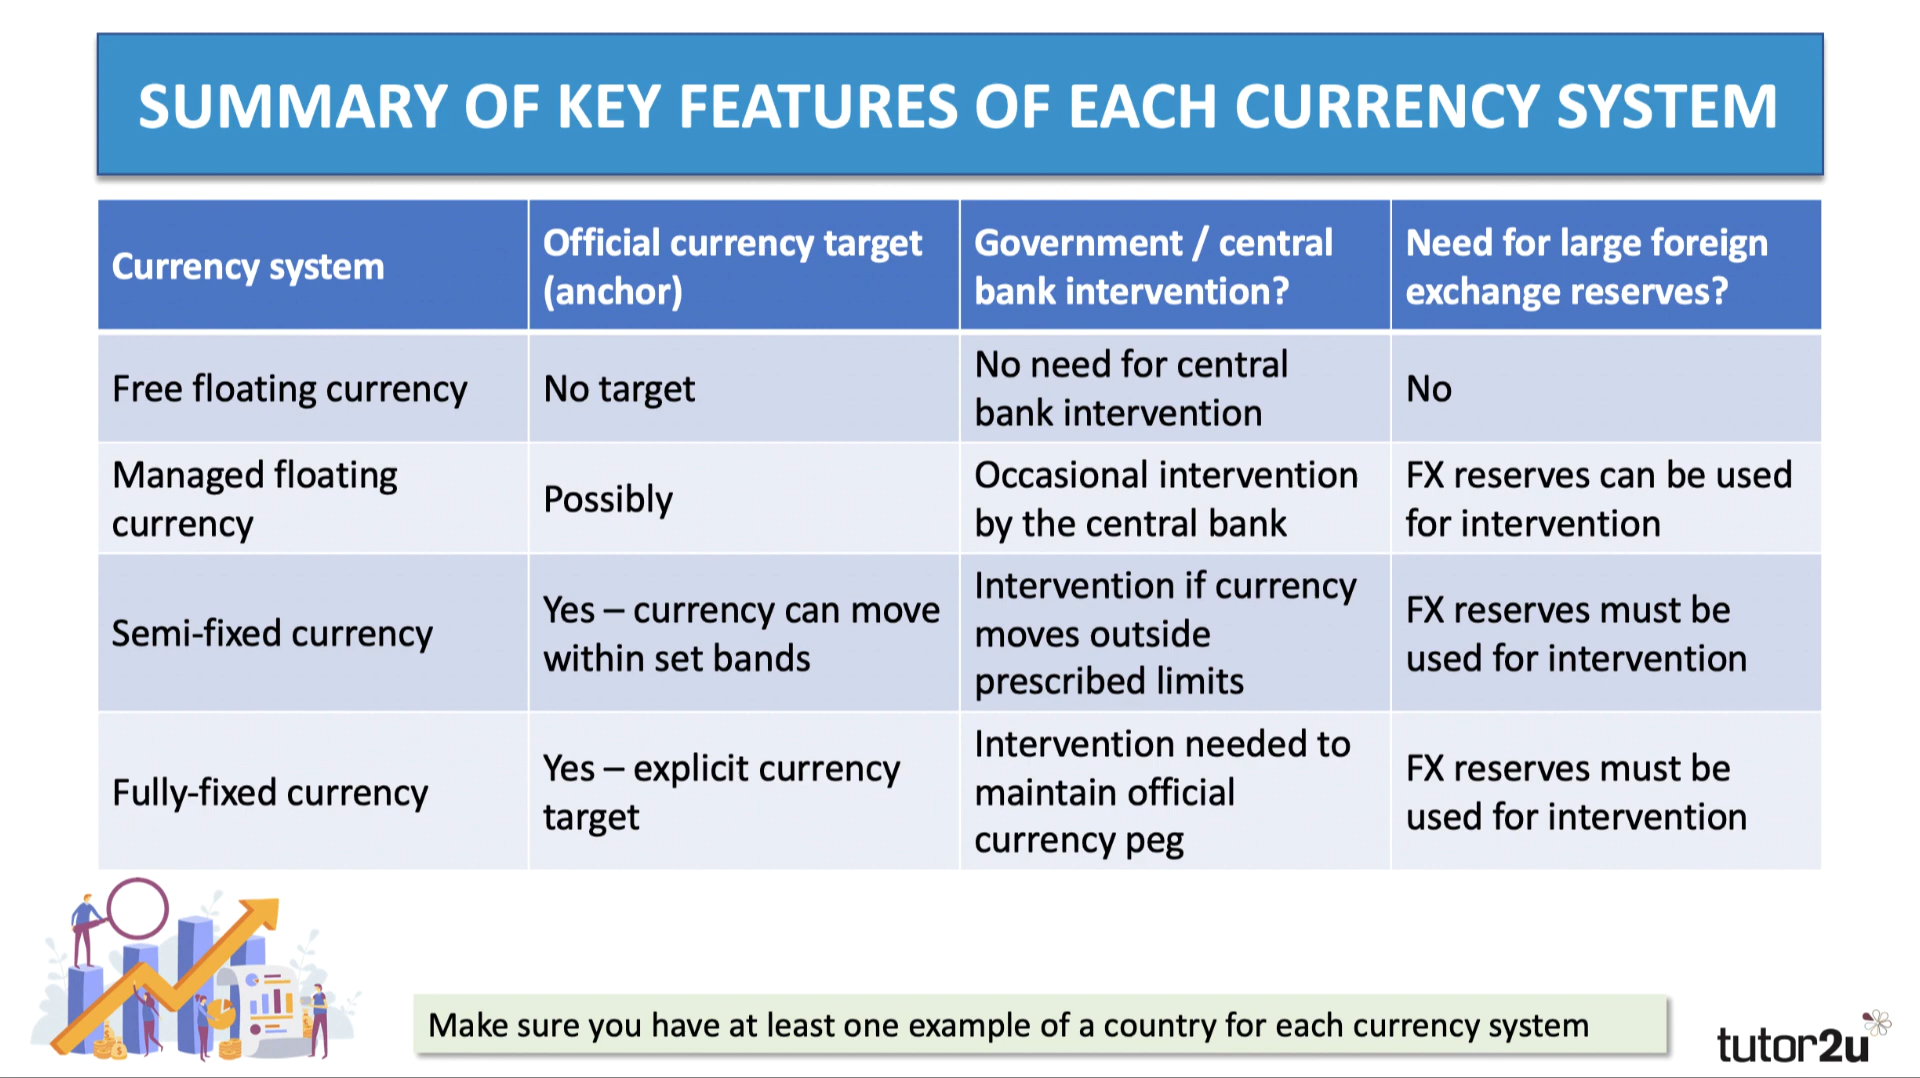 SUMMARY OF KEY FEATURES OF EACH CURRENCY SYSTEM
Currency system
Official currency target
(anchor)
Government / central
bank intervention?
Need for large foreign
exchange reserves?
Free floating currency
No target
No need for central
bank intervention
No
Managed floating
currency
Possibly
Occasional intervention
by the central bank
FX reserves can be used
for intervention
Semi-fixed currency
Yes – currency can move
within set bands
Intervention if currency
moves outside
prescribed limits
FX reserves must be
used for intervention
Fully-fixed currency
Yes – explicit currency
target
Intervention needed to
maintain official
currency peg
FX reserves must be
used for intervention
Make sure you have at least one example of a country for each currency system
tutor2u